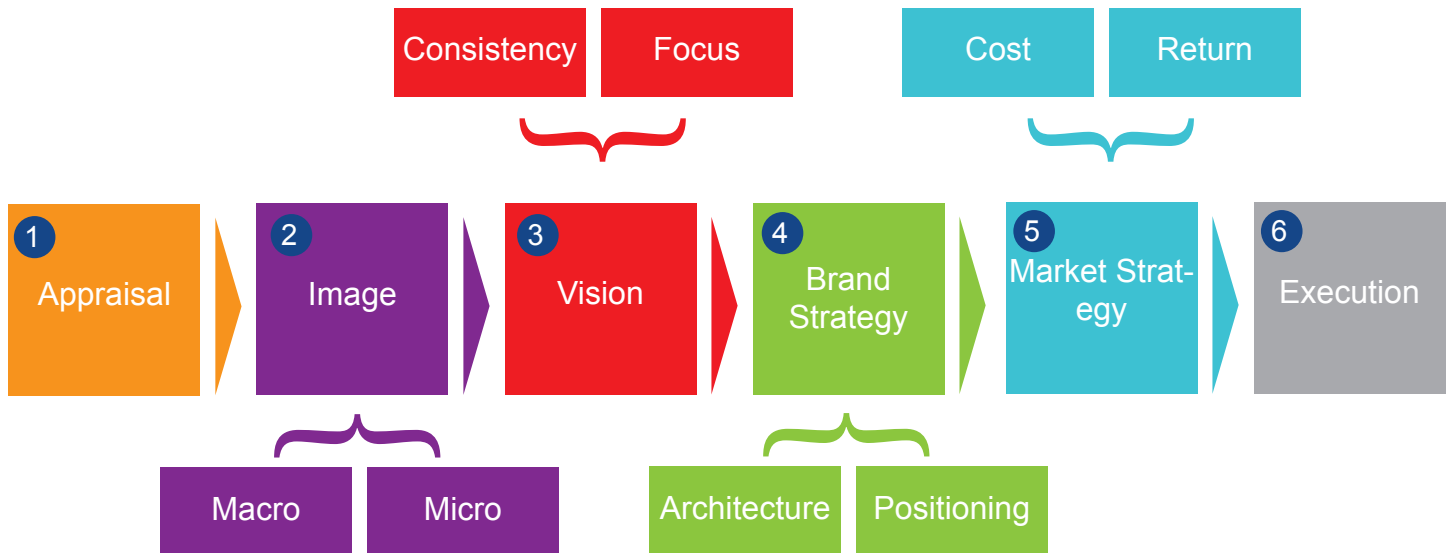 Consistency
Focus
Cost
Return
1
Appraisal
2
Image
3
Vision
4
Brand
Strategy
5
Market Strat-
egy
6
Execution
Macro
Micro
Architecture
Positioning